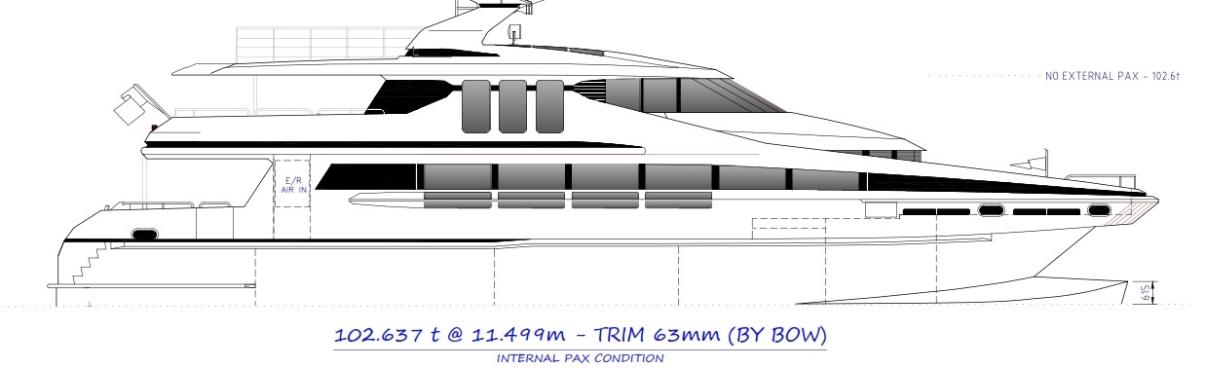 NO EXTERNAL PAX - 102.6t
E/R
AIR IN
615
102.637 t @ 11.499m - TRIM 63mm (BY BOW)
INTERNAL PAX CONDITION